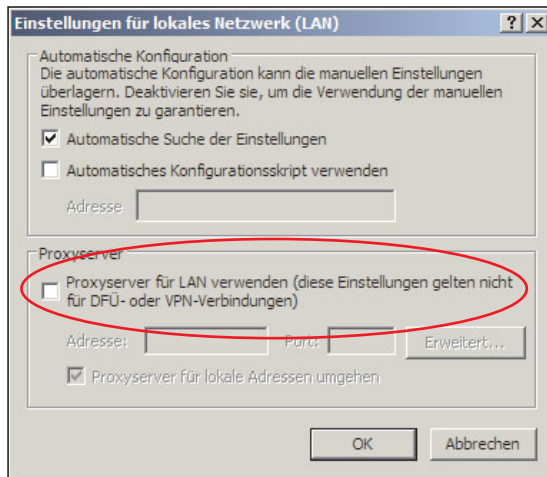 Einstellungen für lokales Netzwerk (LAN)
Automatische Konfiguration
Die automatische Konfiguration kann die manuellen Einstellungen
überlagern. Deaktivieren Sie sie, um die Verwendung der manuellen
Einstellungen zu garantieren.
Automatische Suche der Einstellungen
Automatisches Konfigurationsskript verwenden
Adresse
Proxyserver
Proxyserver für LAN verwenden (diese Einstellungen gelten nicht
für DFÜ- oder VPN-Verbindungen)
Adresse: Port: Erweitert...
Proxyserver für lokale Adressen umgehen
OK Abbrechen